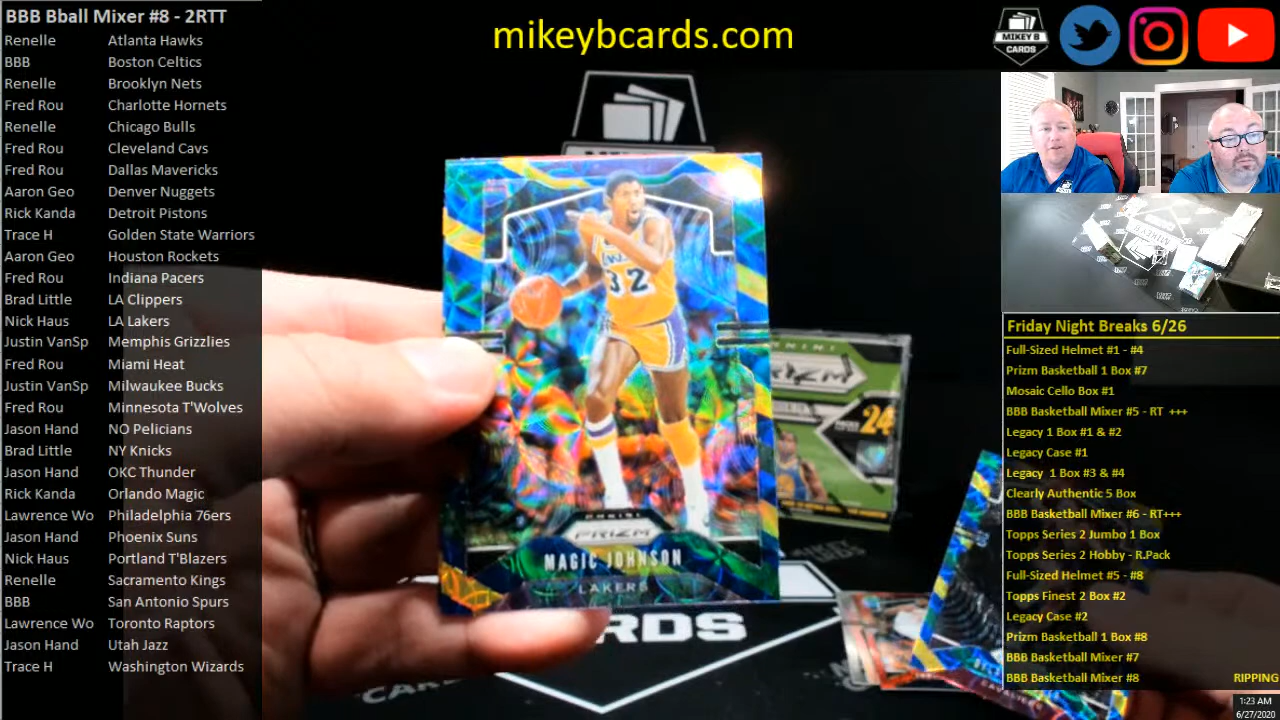 BBB Bball Mixer #8 - 2RTT
Renelle Atlanta Hawks
BBB Boston Celtics
Renelle Brooklyn Nets
Fred Rou Charlotte Hornets
Renelle Chicago Bulls
Fred Rou Cleveland Cavs
Fred Rou Dallas Mavericks
Aaron Geo Denver Nuggets
Rick Kanda Detroit Pistons
Trace H Golden State Warriors
Aaron Geo Houston Rockets
Fred Rou Indiana Pacers
Brad Little LA Clippers
Nick Haus LA Lakers
Justin VanSp Memphis Grizzlies
Fred Rou Miami Heat
Justin VanSp Milwaukee Bucks
Fred Rou Minnesota T'Wolves
Jason Hand NO Pelicians
Brad Little NY Knicks
Jason Hand OKC Thunder
Rick Kanda Orlando Magic
Lawrence Wo Philadelphia 76ers
Jason Hand Phoenix Suns
Nick Haus Portland T'Blazers
Renelle Sacramento Kings
BBB San Antonio Spurs
Lawrence Wo Toronto Raptors
Jason Hand Utah Jazz
Trace H Washington Wizards
mikeybcards.com
MIKEY B
CARDS
32
PANINI
PRIZM
MAGIC JOHNSON
LAKERS
PANINI
PRIZM
24
CARDS
Friday Night Breaks 6/26
Full-Sized Helmet #1 - #4
Prizm Basketball 1 Box #7
Mosaic Cello Box #1
BBB Basketball Mixer #5 - RT +++
Legacy 1 Box #1 & #2
Legacy Case #1
Legacy 1 Box #3 & #4
Clearly Authentic 5 Box
BBB Basketball Mixer #6 - RT+++
Topps Series 2 Jumbo 1 Box
Topps Series 2 Hobby - R.Pack
Full-Sized Helmet #5 - #8
Topps Finest 2 Box #2
Legacy Case #2
Prizm Basketball 1 Box #8
BBB Basketball Mixer #7
BBB Basketball Mixer #8 RIPPING
1:23 AM
6/27/2020